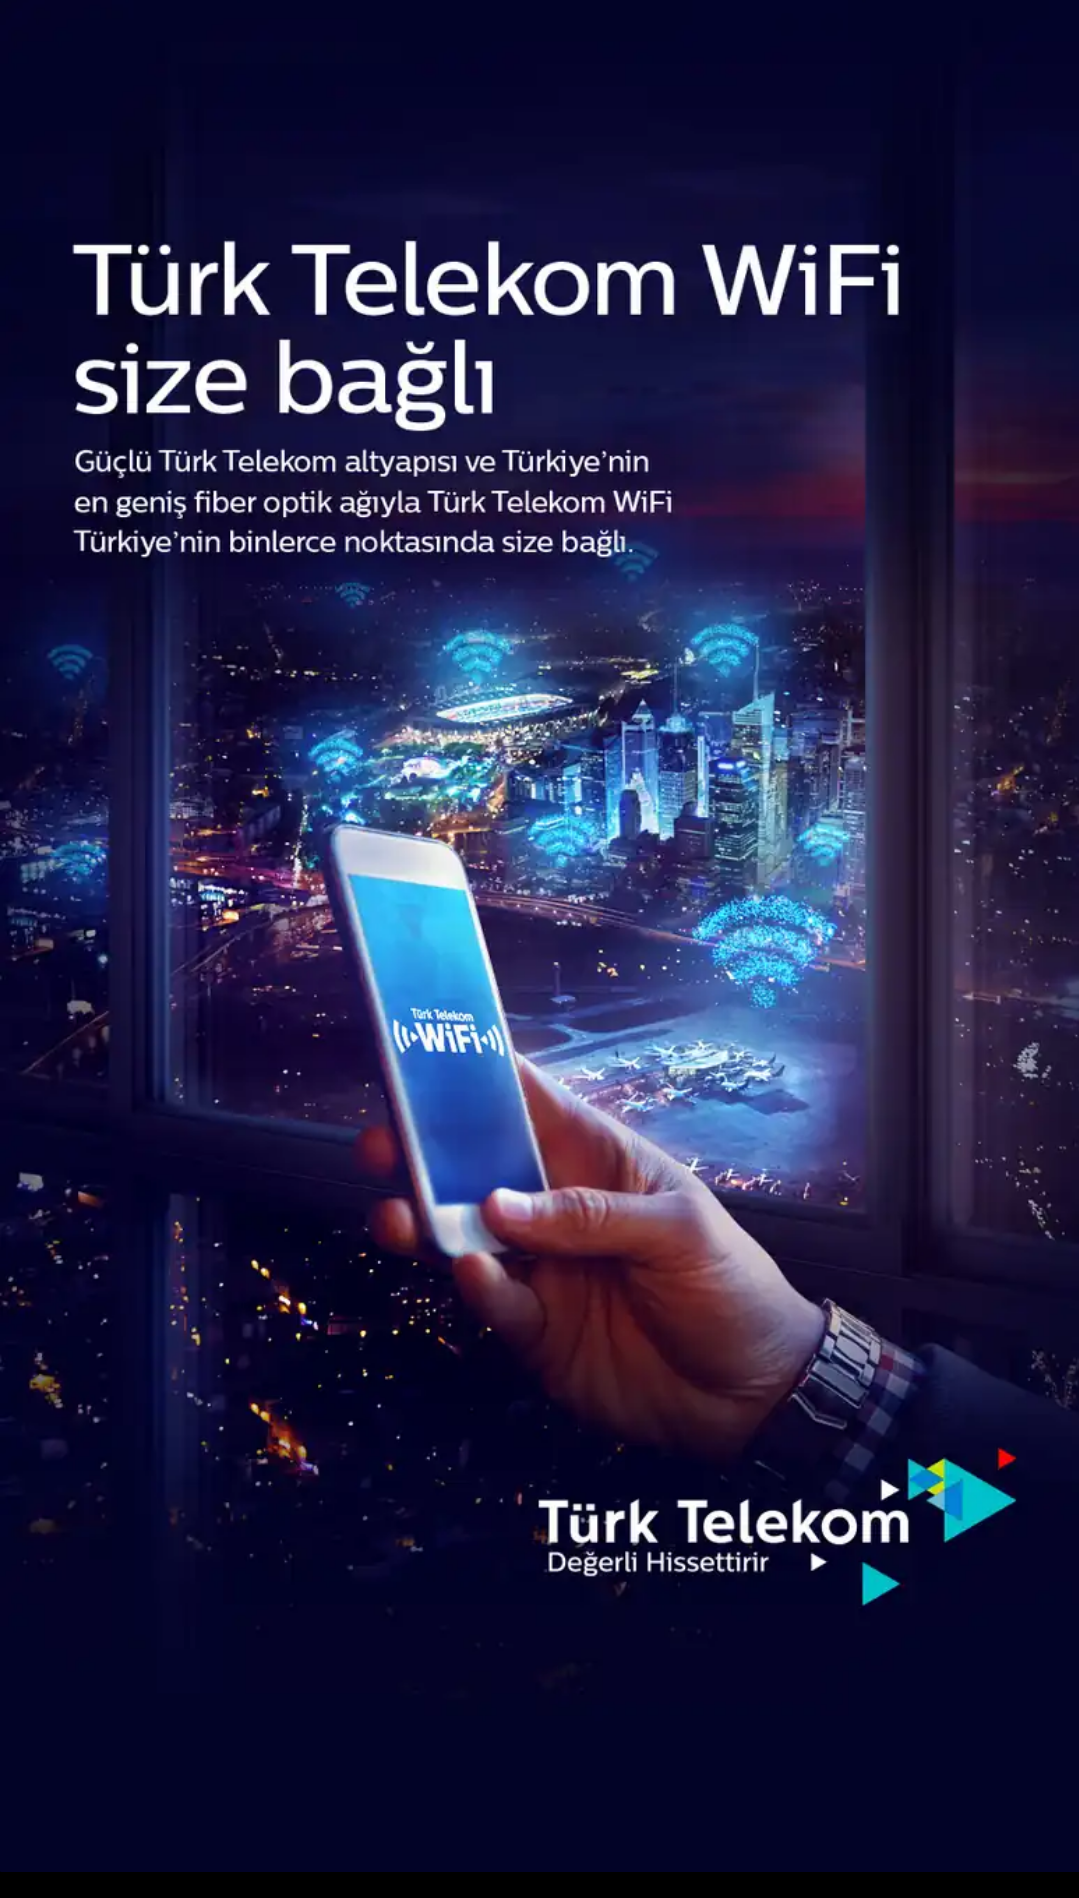 Türk Telekom WiFi
size bağlı
Güçlü Türk Telekom altyapısı ve Türkiye’nin
en geniş fiber optik ağıyla Türk Telekom WiFi
Türkiye’nin binlerce noktasında size bağlı.
Türk Telekom
WiFi
Türk Telekom
Değerli Hissettirir